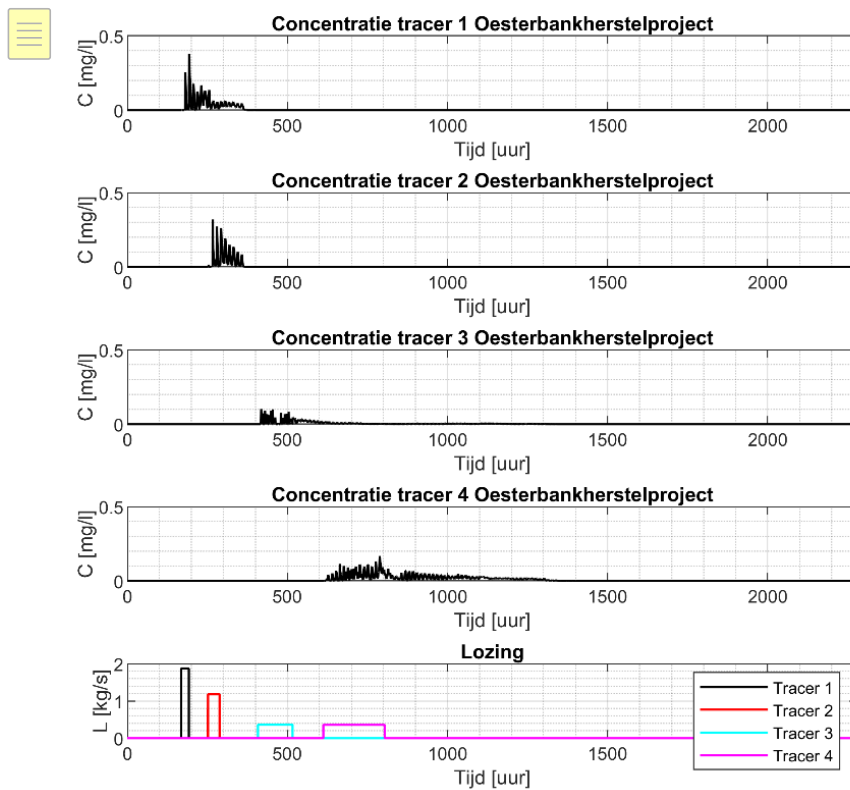 Concentratie tracer 1 Oesterbankherstelproject
0.5
C [mg/l]
0
0 500 1000 1500 2000
Tijd [uur]
Concentratie tracer 2 Oesterbankherstelproject
0.5
C [mg/l]
0
0 500 1000 1500 2000
Tijd [uur]
Concentratie tracer 3 Oesterbankherstelproject
0.5
C [mg/l]
0
0 500 1000 1500 2000
Tijd [uur]
Concentratie tracer 4 Oesterbankherstelproject
0.5
C [mg/l]
0
0 500 1000 1500 2000
Tijd [uur]
Lozing
2
L [kg/s]
1
0
Tracer 1
Tracer 2
Tracer 3
Tracer 4
0 500 1000 1500 2000
Tijd [uur]